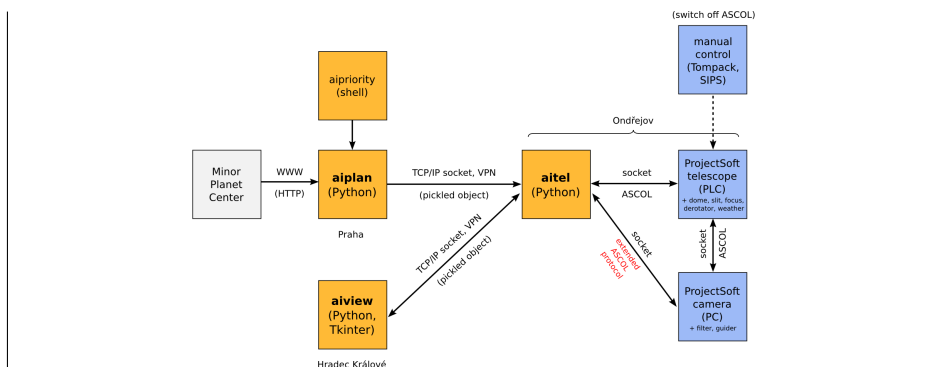 (switch off ASCOL)
manual
control
(Tompack,
SIPS)
aipriority
(shell)
Ondřejov
Minor
Planet
Center
WWW
(HTTP)
aiplan
(Python)
Praha
TCP/IP socket, VPN
(pickled object)
aitel
(Python)
socket
ASCOL
ProjectSoft
telescope
(PLC)
+ dome, slit, focus,
derotator, weather
TCP/IP socket, VPN
(pickled object)
socket
extended
ASCOL
protocol
socket
ASCOL
aiview
(Python,
Tkinter)
Hradec Králové
ProjectSoft
camera
(PC)
+ filter, guider